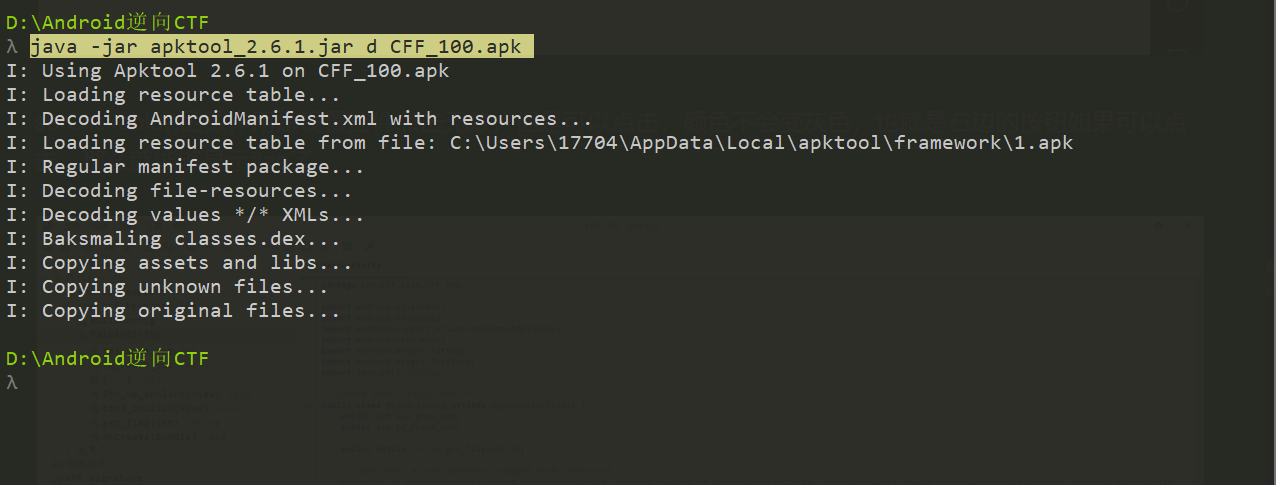 D:\Android逆向CTF
λ java -jar apktool_2.6.1.jar d CFF_100.apk
I: Using Apktool 2.6.1 on CFF_100.apk
I: Loading resource table...
I: Decoding AndroidManifest.xml with resources...
I: Loading resource table from file: C:\Users\17704\AppData\Local\apktool\framework\1.apk
I: Regular manifest package...
I: Decoding file-resources...
I: Decoding values */* XMLs...
I: Baksmaling classes.dex...
I: Copying assets and libs...
I: Copying unknown files...
I: Copying original files...
D:\Android逆向CTF
λ